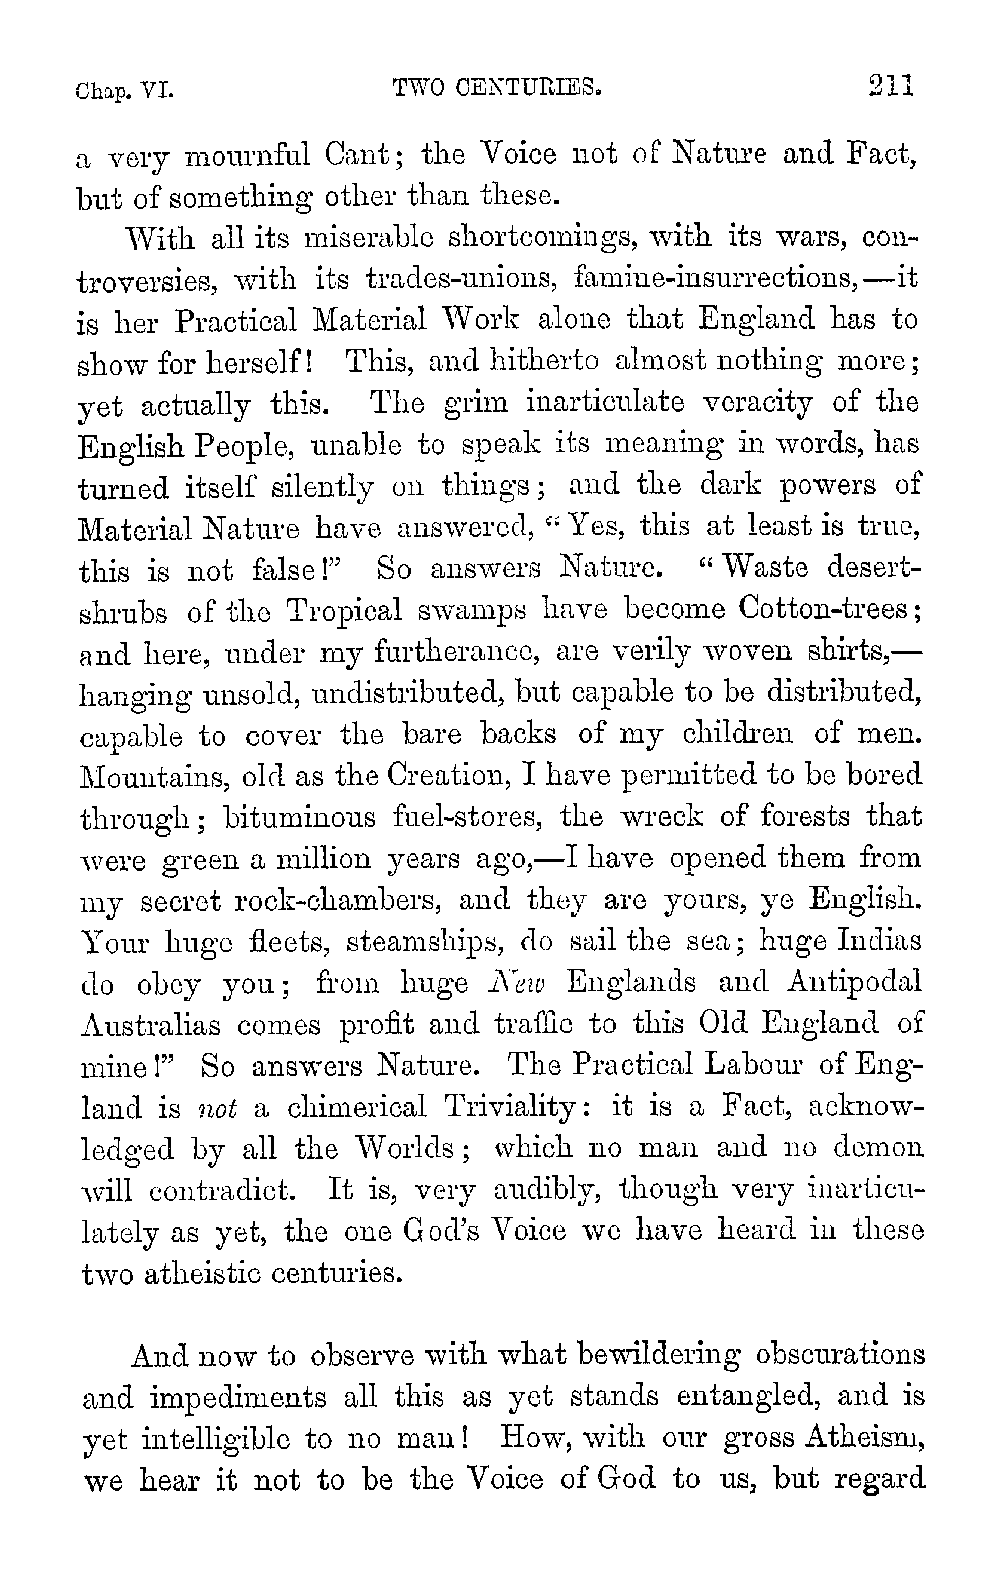 Chap. VI. TWO CENTURIES. 211
a very mournful Cant; the Voice not of Nature and Fact,
but of something other than these.
With all its miserable shortcomings, with its wars, con-
troversies, with its trades-unions, famine-insurrections,—it
is her Practical Material Work alone that England has to
show for herself! This, and hitherto almost nothing more;
yet actually this. The grim inarticulate veracity of the
English People, unable to speak its meaning in words, has
turned itself silently on things; and the dark powers of
Material Nature have answered, “Yes, this at least is true,
this is not false!” So answers Nature. “Waste desert-
shrubs of the Tropical swamps have become Cotton-trees;
and here, under my furtherance, are verily woven shirts,—
hanging unsold, undistributed, but capable to be distributed,
capable to cover the bare backs of my children of men.
Mountains, old as the Creation, I have permitted to be bored
through; bituminous fuel-stores, the wreck of forests that
were green a million years ago,—I have opened them from
my secret rock-chambers, and they are yours, ye English.
Your huge fleets, steamships, do sail the sea; huge Indias
do obey you; from huge New Englands and Antipodal
Australias comes profit and traffic to this Old England of
mine!” So answers Nature. The Practical Labour of Eng-
land is not a chimerical Triviality: it is a Fact, acknow-
ledged by all the Worlds; which no man and no demon
will contradict. It is, very audibly, though very inarticu-
lately as yet, the one God’s Voice we have heard in these
two atheistic centuries.
And now to observe with what bewildering obscurations
and impediments all this as yet stands entangled, and is
yet intelligible to no man! How, with our gross Atheism,
we hear it not to be the Voice of God to us, but regard